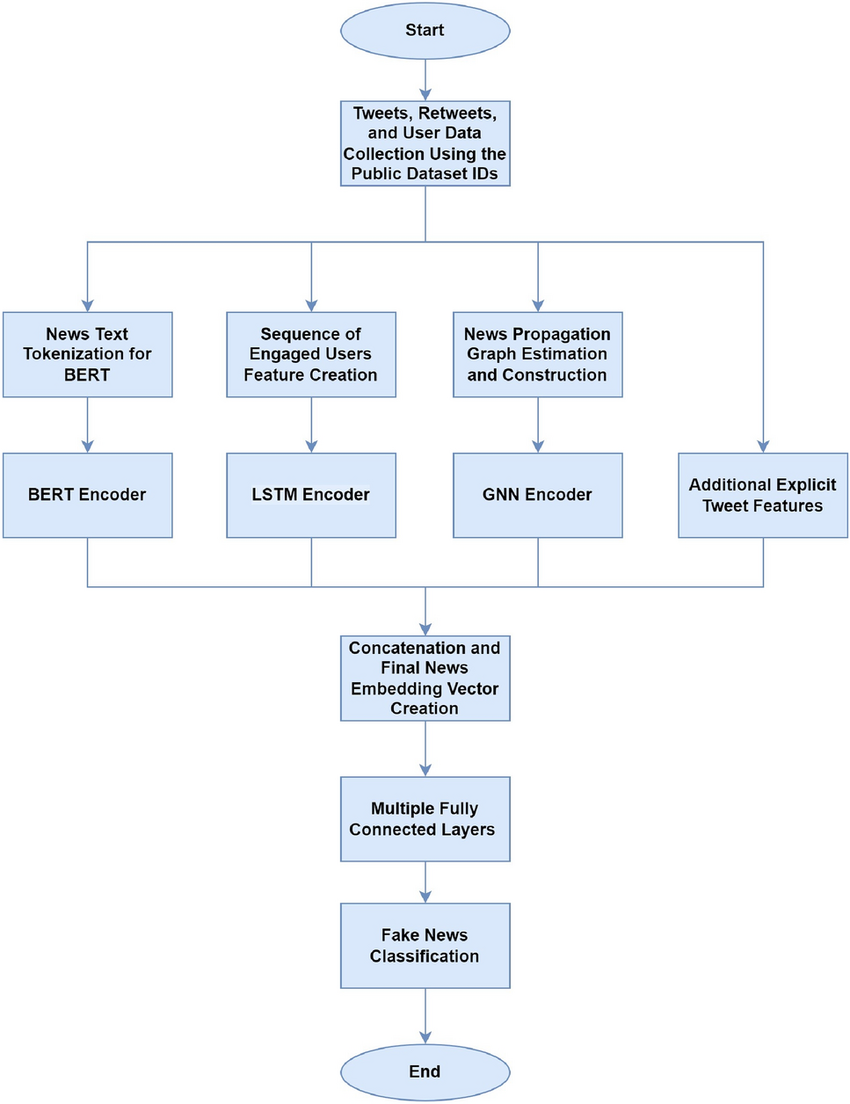 Start
Tweets, Retweets,
and User Data
Collection Using the
Public Dataset IDs
News Text
Tokenization for
BERT
Sequence of
Engaged Users
Feature Creation
News Propagation
Graph Estimation
and Construction
BERT Encoder
LSTM Encoder
GNN Encoder
Additional Explicit
Tweet Features
Concatenation and
Final News
Embedding Vector
Creation
Multiple Fully
Connected Layers
Fake News
Classification
End